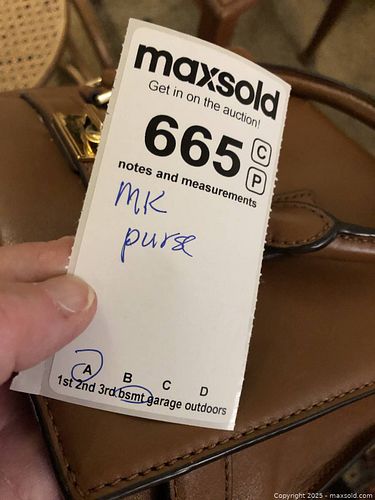 maxsold
Get in on the auction!
665 C
P
notes and measurements
MK
purse
A B C D
1st 2nd 3rd bsmt garage outdoors
Copyright 2025 - maxsold.com